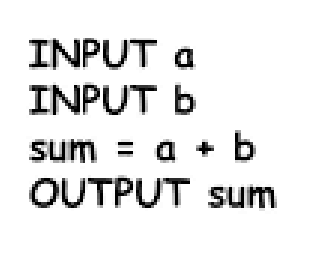 INPUT a
INPUT b
sum = a + b
OUTPUT sum